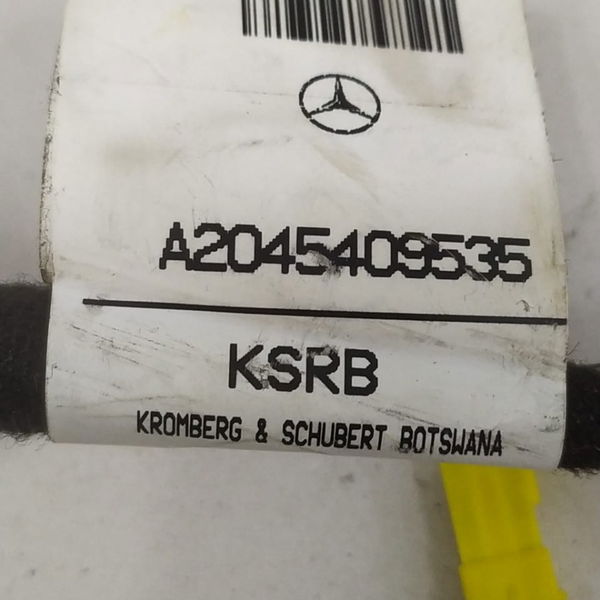 A2045409535
KSRB
KROMBERG & SCHUBERT BOTSWANA